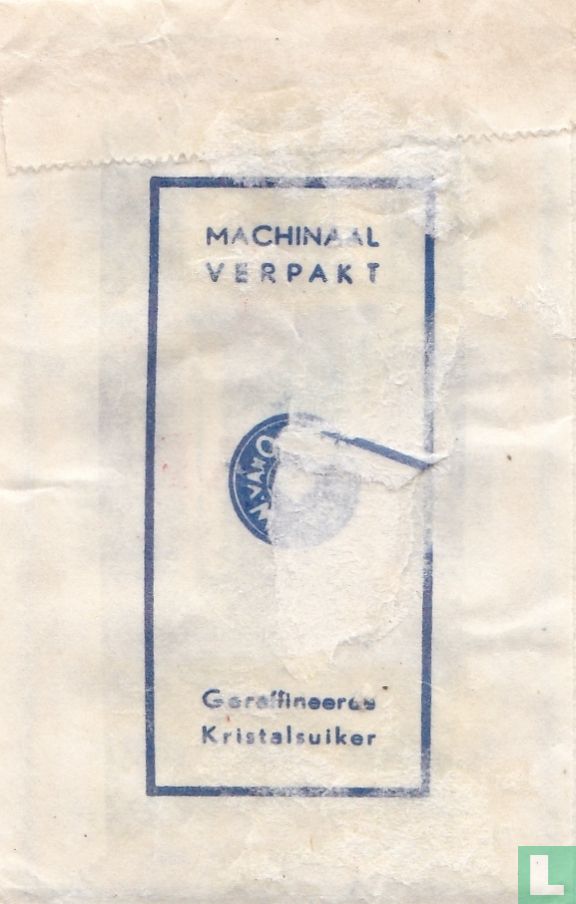 MACHINAAL
VERPAKT
Geraffineerde
Kristalsuiker
L